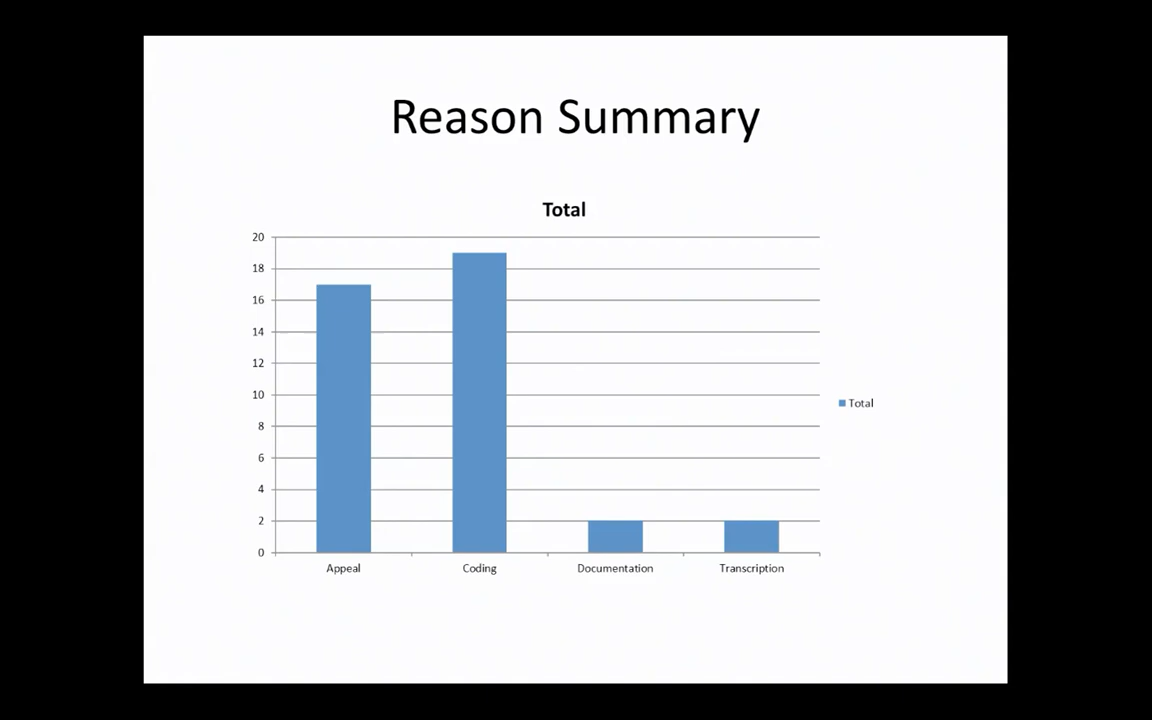 Reason Summary
Total
20
18
16
14
12
10
8
6
4
2
0
Total
Appeal Coding Documentation Transcription